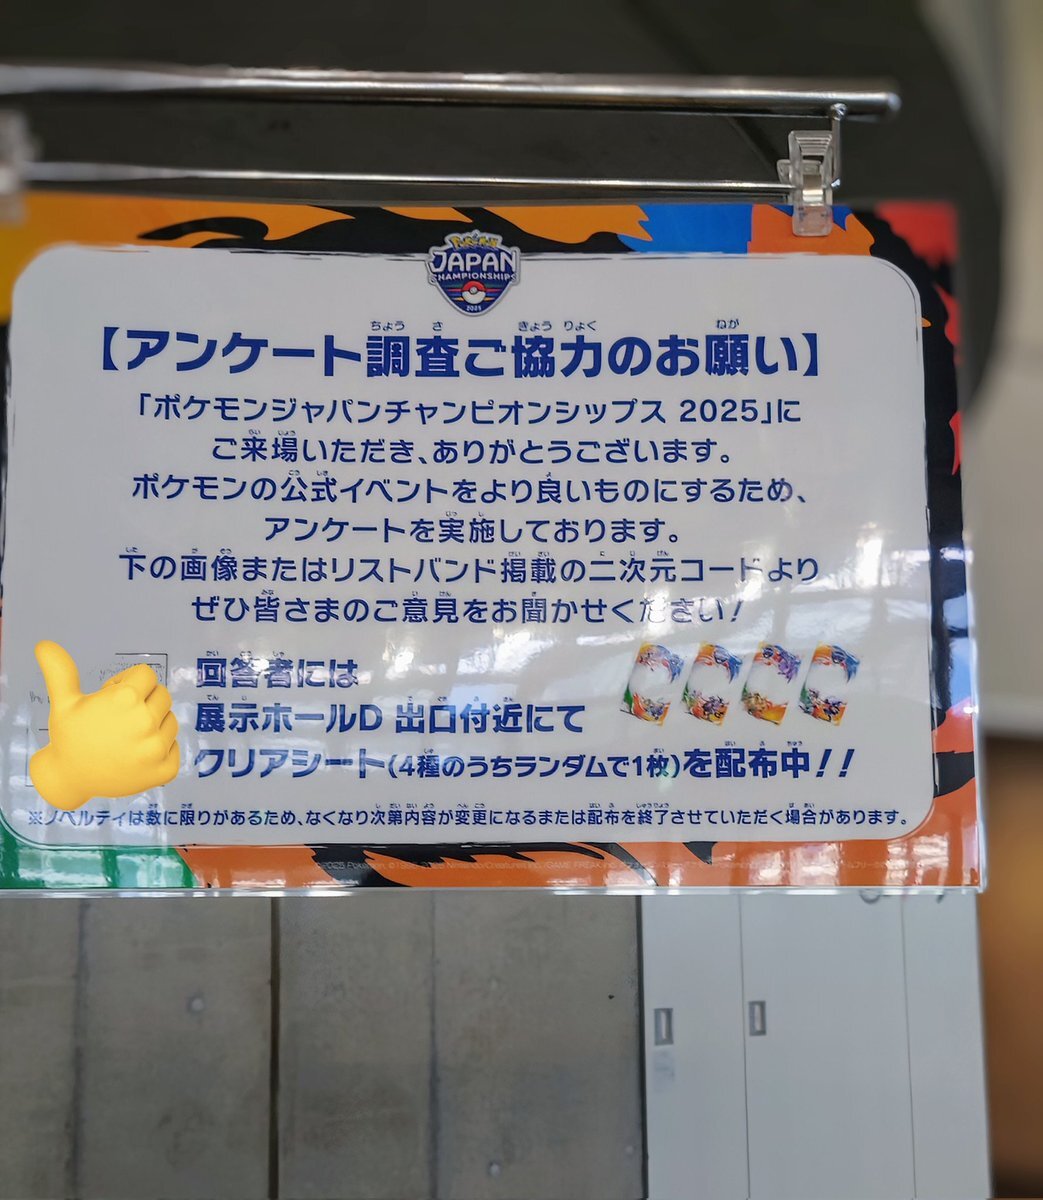 Pokémon
JAPAN
CHAMPIONSHIPS
2025
【アンケート調査ご協力のお願い】
「ポケモンジャパンチャンピオンシップス 2025」に
ご来場いただき、ありがとうございます。
ポケモンの公式イベントをより良いものにするため、
アンケートを実施しております。
下の画像またはリストバンド掲載の二次元コードより
ぜひ皆さまのご意見をお聞かせください!
回答者には
展示ホールD 出口付近にて
クリアシート(4種のうちランダムで1枚)を配布中!!
※ノベルティは数に限りがあるため、なくなり次第内容が変更になるまたは配布を終了させていただく場合があります。